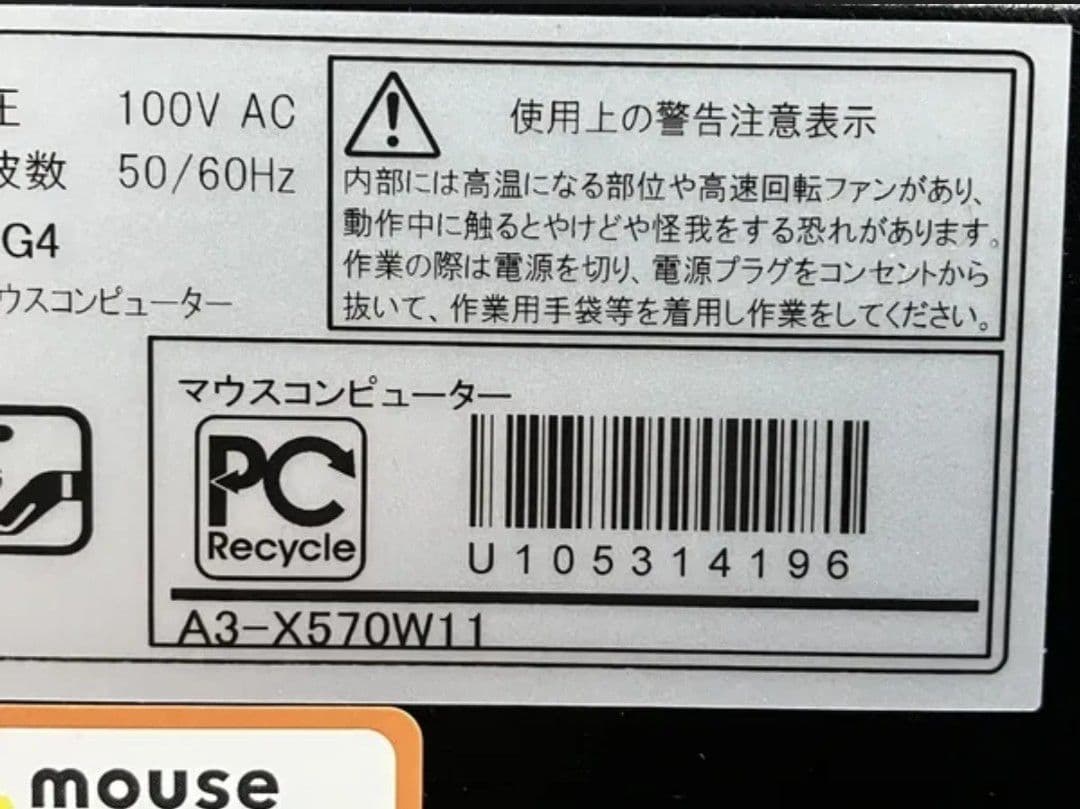 圧 100V AC
波数 50/60Hz
G4
ウスコンピューター
使用上の警告注意表示
内部には高温になる部位や高速回転ファンがあり、
動作中に触るとやけどや怪我をする恐れがあります。
作業の際は電源を切り、電源プラグをコンセントから
抜いて、作業用手袋等を着用し作業をしてください。
マウスコンピューター
PC
Recycle
U105314196
A3-X570W11
mouse